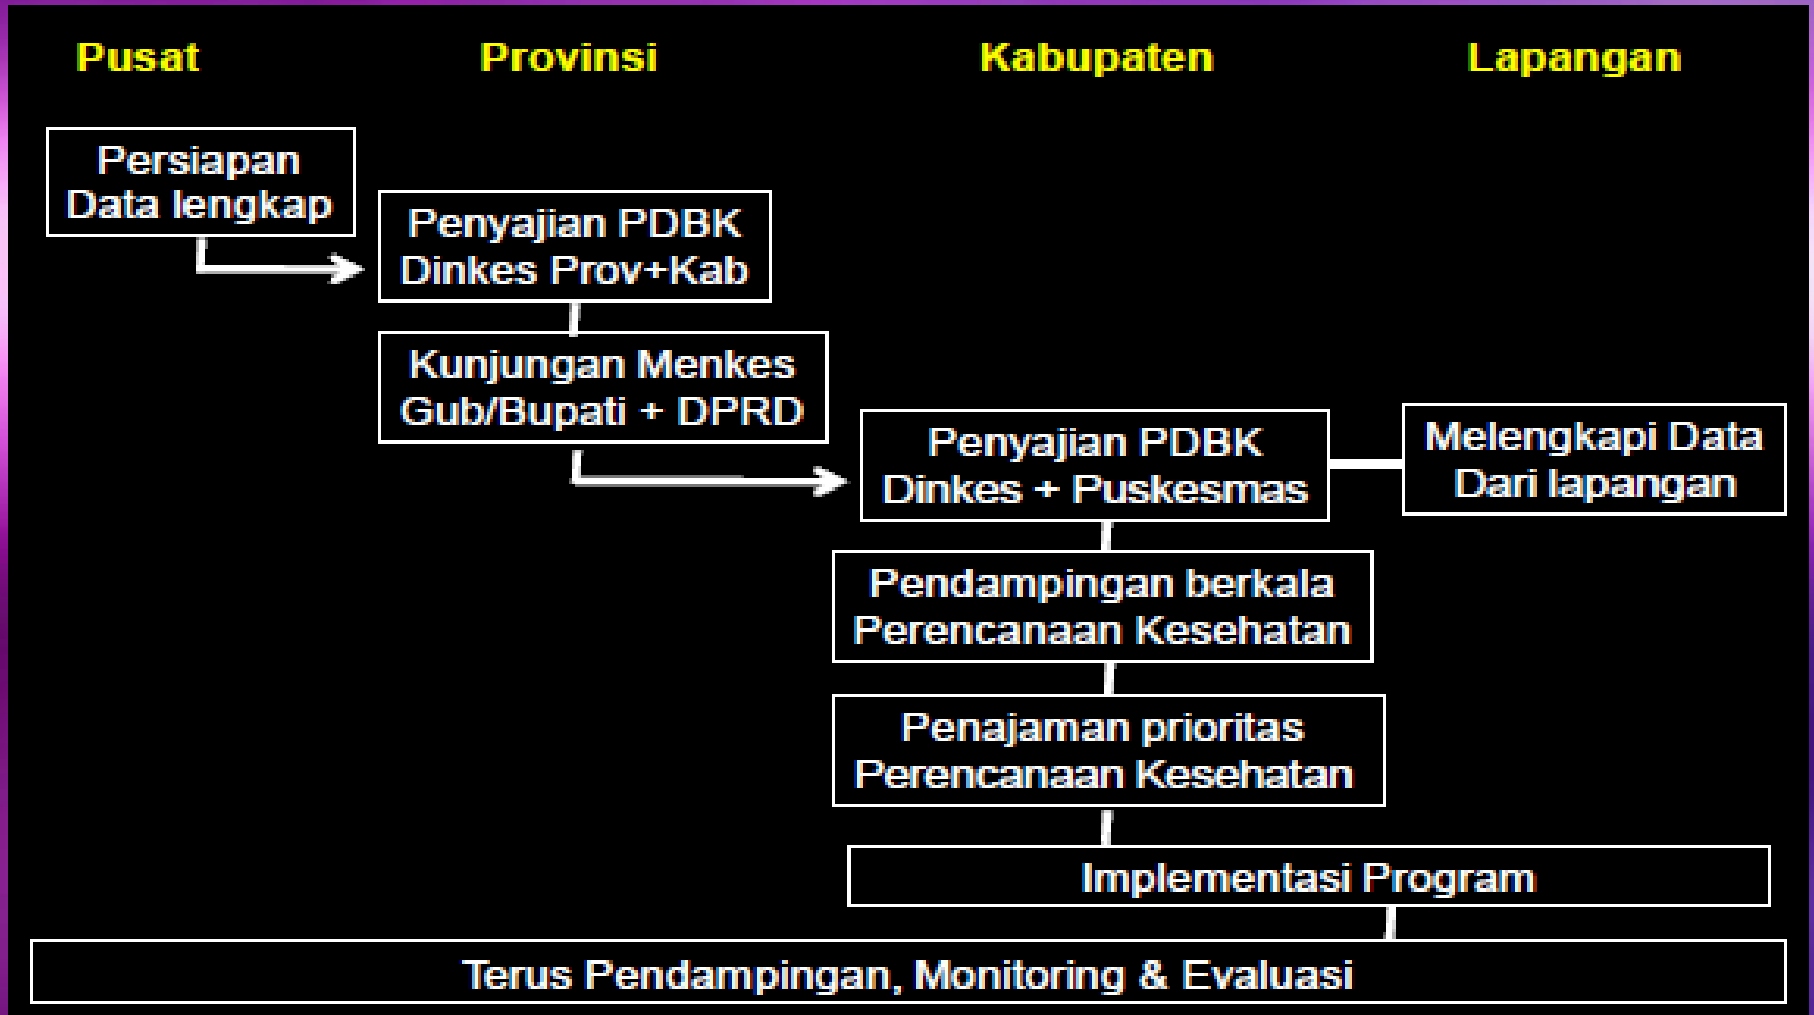 Pusat
Provinsi
Kabupaten
Lapangan
Persiapan
Data lengkap
Penyajian PDBK
Dinkes Prov+Kab
Kunjungan Menkes
Gub/Bupati + DPRD
Penyajian PDBK
Dinkes + Puskesmas
Melengkapi Data
Dari lapangan
Pendampingan berkala
Perencanaan Kesehatan
Penajaman prioritas
Perencanaan Kesehatan
Implementasi Program
Terus Pendampingan, Monitoring & Evaluasi